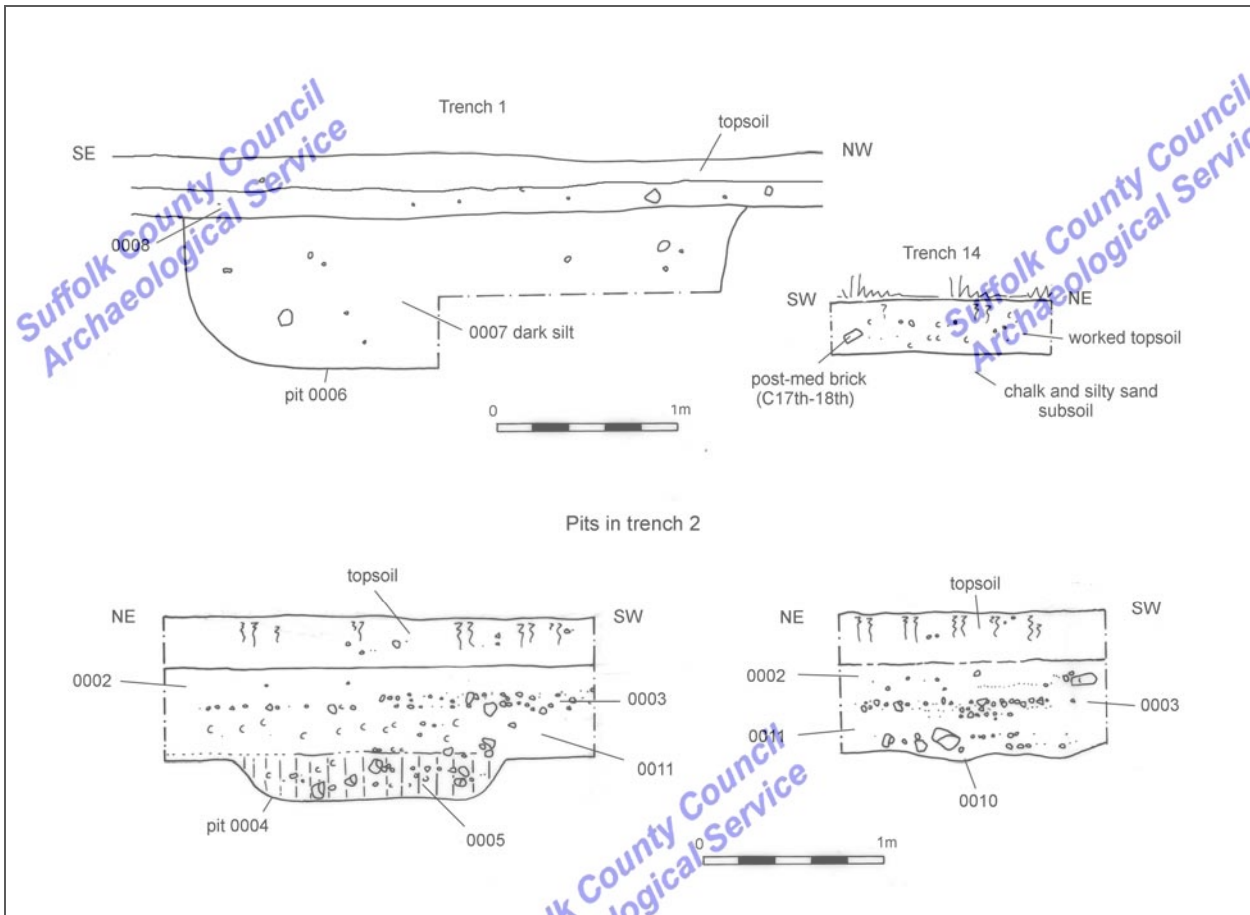 Trench 1
topsoil
SE
NW
Suffolk County Council
Archaeological Service
0008
0007 dark silt
pit 0006
0
1m
Trench 14
SW
NE
worked topsoil
post-med brick
(C17th-18th)
chalk and silty sand
subsoil
Suffolk County Council
Archaeological Service
Pits in trench 2
topsoil
NE
SW
0002
0003
0011
pit 0004
0005
topsoil
NE
SW
0002
0003
0011
0010
0
1m
Suffolk County Council
Archaeological Service